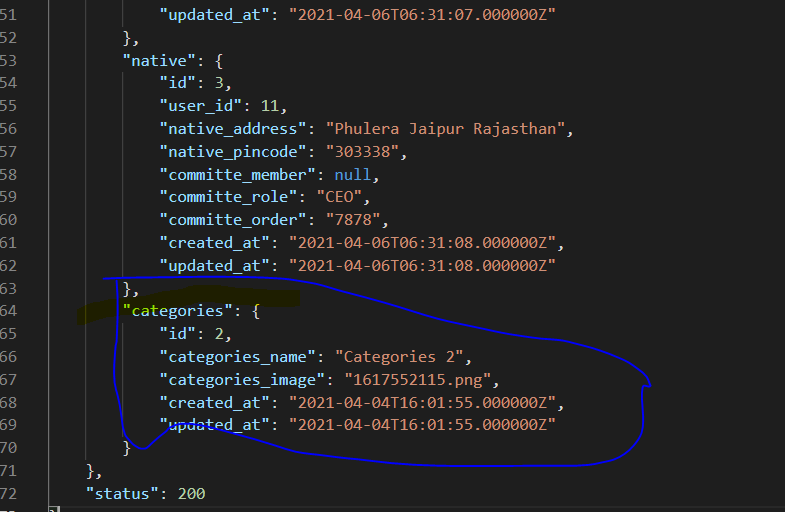 51 "updated_at": "2021-04-06T06:31:07.000000Z"
52 },
53 "native": {
54 "id": 3,
55 "user_id": 11,
56 "native_address": "Phulera Jaipur Rajasthan",
57 "native_pincode": "303338",
58 "committe_member": null,
59 "committe_role": "CEO",
60 "committe_order": "7878",
61 "created_at": "2021-04-06T06:31:08.000000Z",
62 "updated_at": "2021-04-06T06:31:08.000000Z"
63 },
64 "categories": {
65 "id": 2,
66 "categories_name": "Categories 2",
67 "categories_image": "1617552115.png",
68 "created_at": "2021-04-04T16:01:55.000000Z",
69 "updated_at": "2021-04-04T16:01:55.000000Z"
70 }
71 },
72 "status": 200